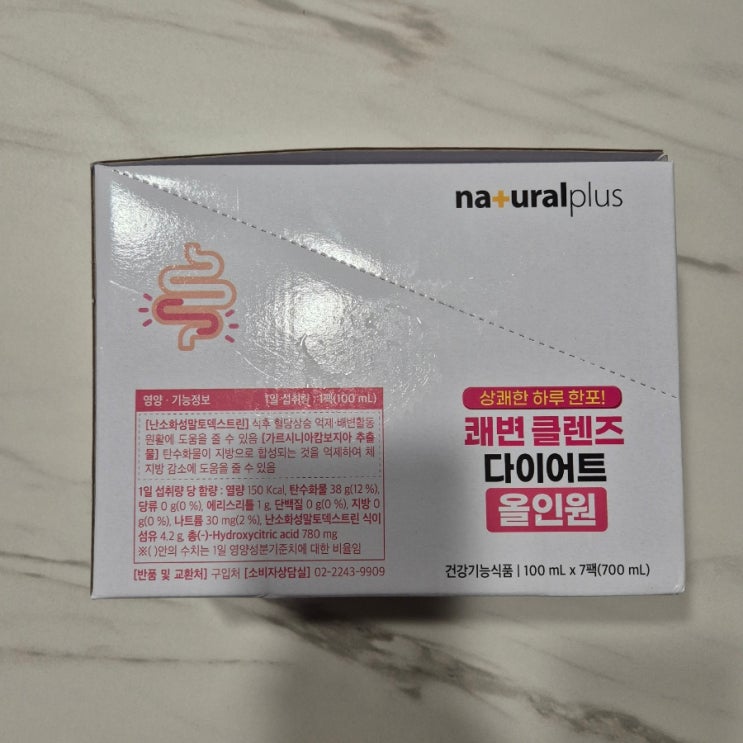 naturalplus
영양 · 기능정보 1일 섭취량 : 1팩(100 mL)
[난소화성말토덱스트린] 식후 혈당상승 억제·배변활동
원활에 도움을 줄 수 있음 [가르시니아캄보지아 추출
물] 탄수화물이 지방으로 합성되는 것을 억제하여 체
지방 감소에 도움을 줄 수 있음
1일 섭취량 당 함량 : 열량 150 Kcal, 탄수화물 38 g(12 %),
당류 0 g(0 %), 에리스리톨 1 g, 단백질 0 g(0 %), 지방 0
g(0 %), 나트륨 30 mg(2 %), 난소화성말토덱스트린 식이
섬유 4.2 g, 총(-)-Hydroxycitric acid 780 mg
※( )안의 수치는 1일 영양성분기준치에 대한 비율임
[반품 및 교환처] 구입처 [소비자상담실] 02-2243-9909
상쾌한 하루 한포!
쾌변 클렌즈
다이어트
올인원
건강기능식품 | 100 mL x 7팩(700 mL)